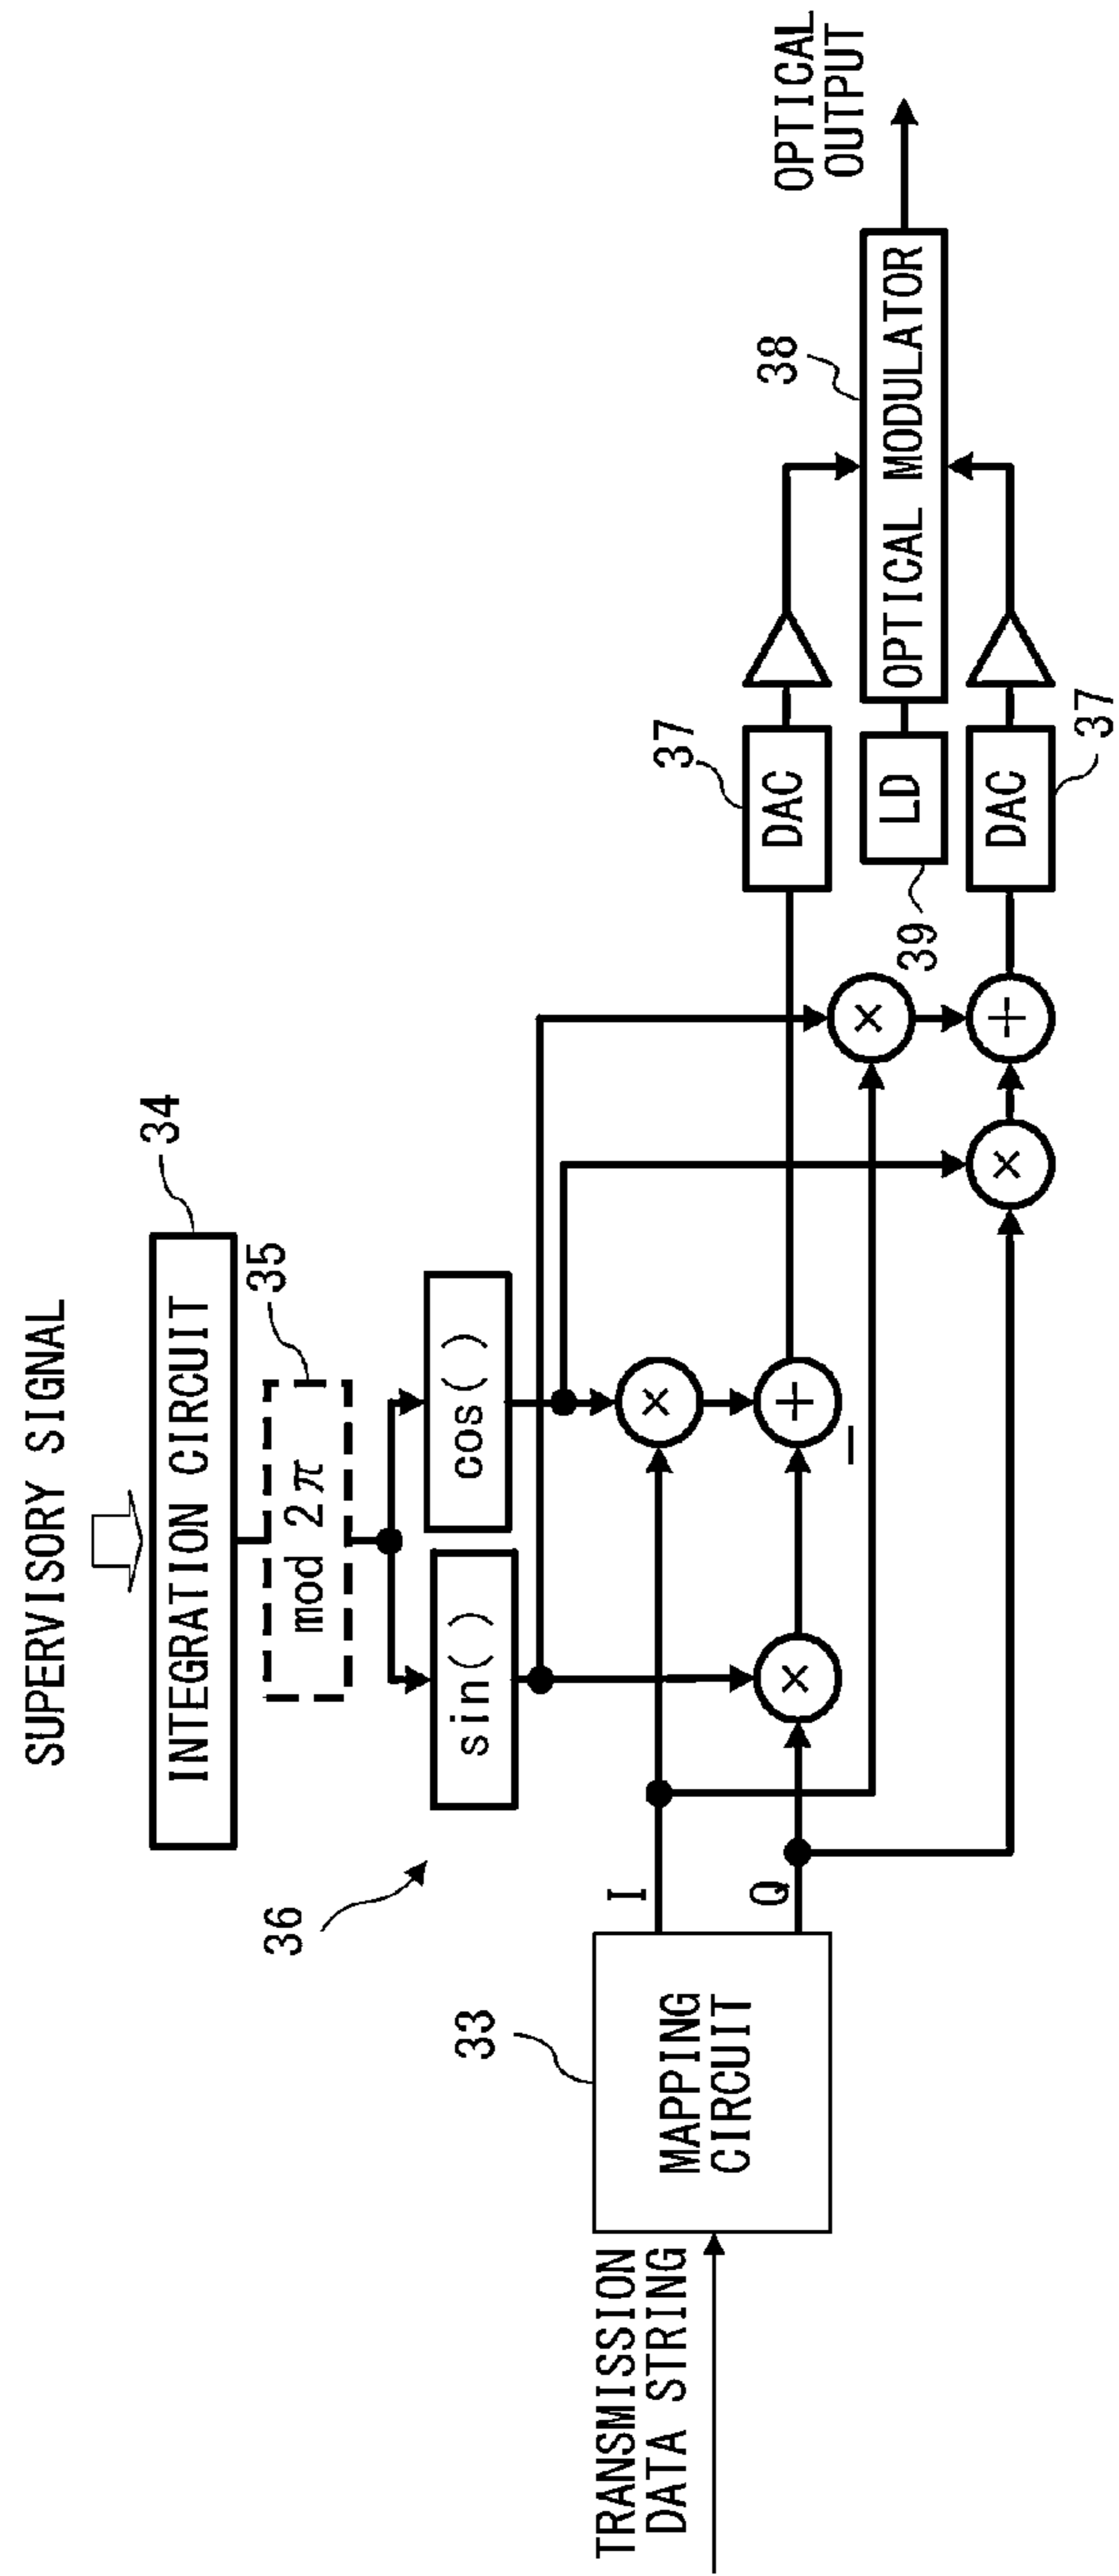 SUPERVISORY SIGNAL
INTEGRATION CIRCUIT
34
mod 2π
35
sin()
cos()
36
TRANSMISSION
DATA STRING
MAPPING
CIRCUIT
33
I
Q
×
×
+
−
×
×
+
DAC
37
LD
39
DAC
37
OPTICAL MODULATOR
38
OPTICAL
OUTPUT